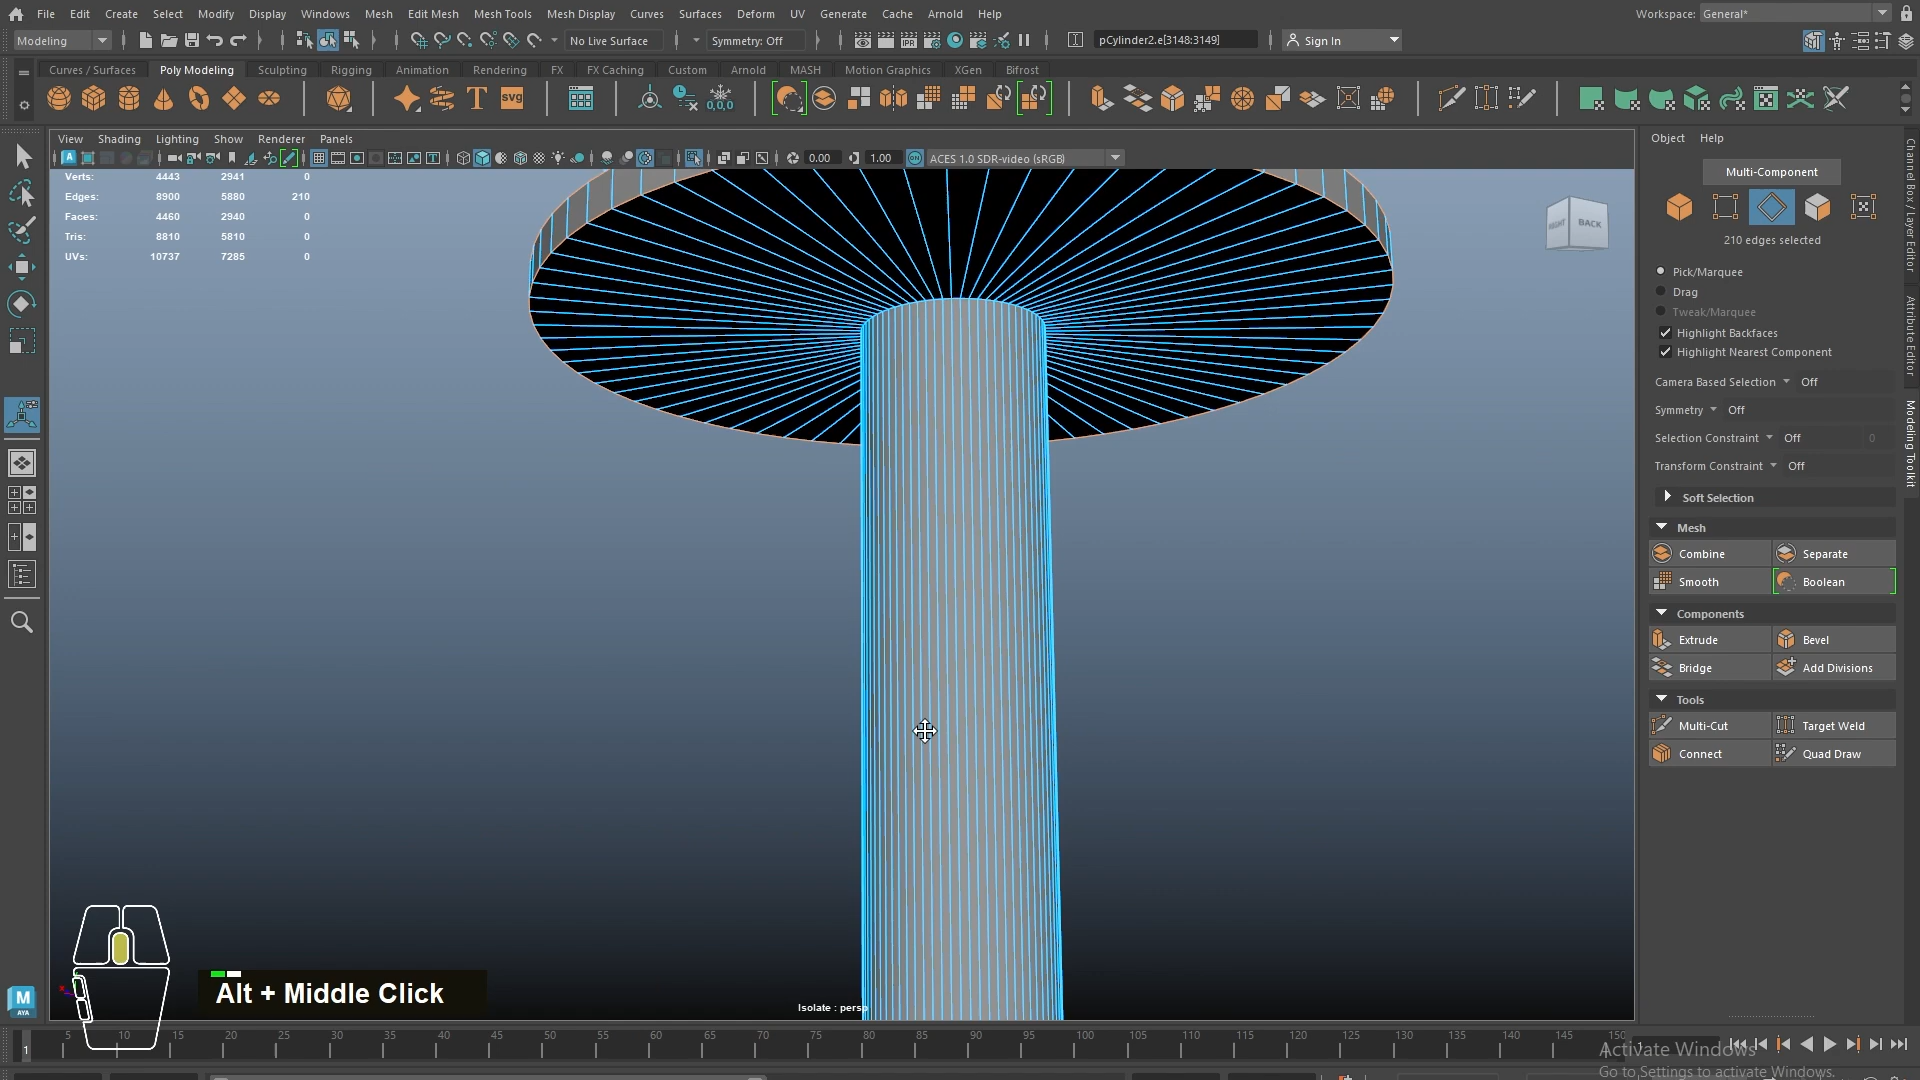 File Edit Create Select Modify Display Windows Mesh Edit Mesh Mesh Tools Mesh Display Curves Surfaces Deform UV Generate Cache Arnold Help
Workspace: General*
Modeling
No Live Surface
Symmetry: Off
pCylinder2.e[3148:3149]
Sign In
Curves / Surfaces Poly Modeling Sculpting Rigging Animation Rendering FX FX Caching Custom Arnold MASH Motion Graphics XGen Bifrost
View Shading Lighting Show Renderer Panels
0.00 1.00 ACES 1.0 SDR-video (sRGB)
Verts: 4443 2941 0
Edges: 8900 5880 210
Faces: 4460 2940 0
Tris: 8810 5810 0
UVs: 10737 7285 0
BACK
Object Help
Multi-Component
210 edges selected
Pick/Marquee
Drag
Tweak/Marquee
Highlight Backfaces
Highlight Nearest Component
Camera Based Selection Off
Symmetry Off
Selection Constraint Off 0
Transform Constraint Off
Soft Selection
Mesh
Combine Separate
Smooth Boolean
Components
Extrude Bevel
Bridge Add Divisions
Tools
Multi-Cut Target Weld
Connect Quad Draw
Channel Box / Layer Editor
Attribute Editor
Modeling Toolkit
Alt + Middle Click
Isolate : persp
M
AYA
1 5 10 15 20 25 30 35 40 45 50 55 60 65 70 75 80 85 90 95 100 105 110 115 120 125 130 135 140 145 150
Activate Windows
Go to Settings to activate Windows.